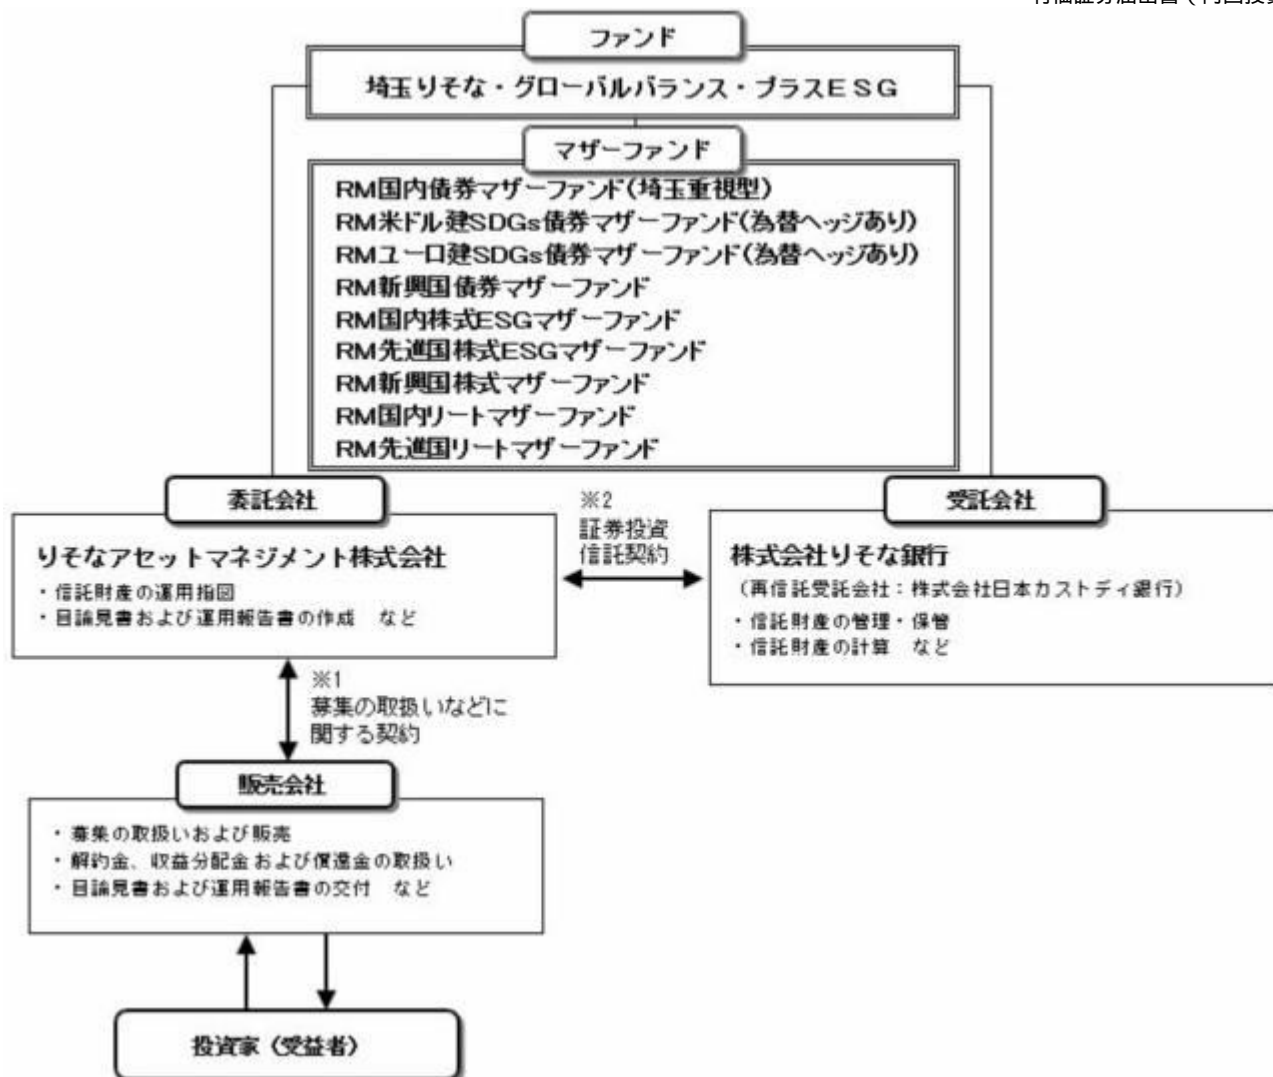 ファンド
埼玉りそな・グローバルバランス・プラスＥＳＧ
マザーファンド
RM国内債券マザーファンド(埼玉重視型)
RM米ドル建SDGs債券マザーファンド(為替ヘッジあり)
RMユーロ建SDGs債券マザーファンド(為替ヘッジあり)
RM新興国債券マザーファンド
RM国内株式ESGマザーファンド
RM先進国株式ESGマザーファンド
RM新興国株式マザーファンド
RM国内リートマザーファンド
RM先進国リートマザーファンド
委託会社
りそなアセットマネジメント株式会社
・信託財産の運用指図
・目論見書および運用報告書の作成　など
※2
証券投資
信託契約
受託会社
株式会社りそな銀行
（再信託受託会社：株式会社日本カストディ銀行）
・信託財産の管理・保管
・信託財産の計算　など
※1
募集の取扱いなどに
関する契約
販売会社
・募集の取扱いおよび販売
・解約金、収益分配金および償還金の取扱い
・目論見書および運用報告書の交付　など
投資家（受益者）